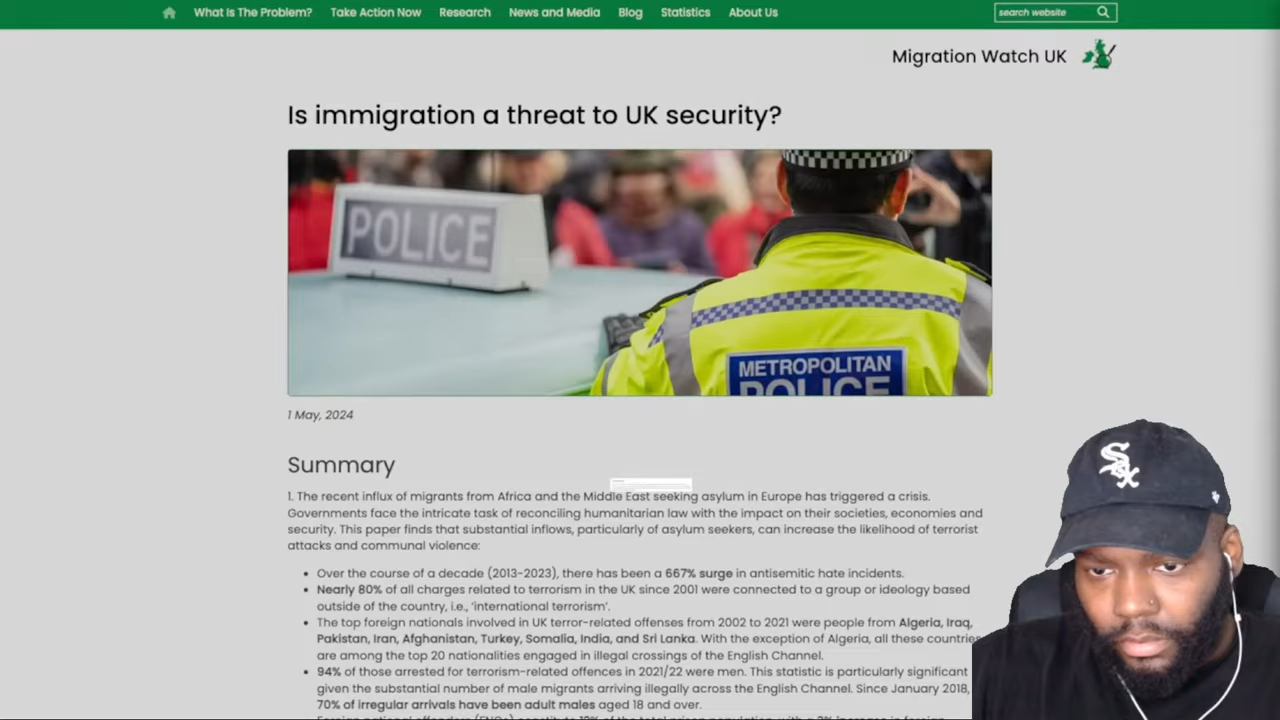 What Is The Problem? Take Action Now Research News and Media Blog Statistics About Us search website
Migration Watch UK
Is immigration a threat to UK security?
POLICE
METROPOLITAN
POLICE
1 May, 2024
Summary
1. The recent influx of migrants from Africa and the Middle East seeking asylum in Europe has triggered a crisis.
Governments face the intricate task of reconciling humanitarian law with the impact on their societies, economies and
security. This paper finds that substantial inflows, particularly of asylum seekers, can increase the likelihood of terrorist
attacks and communal violence:
• Over the course of a decade (2013-2023), there has been a 667% surge in antisemitic hate incidents.
• Nearly 80% of all charges related to terrorism in the UK since 2001 were connected to a group or ideology based
outside of the country, i.e., ‘international terrorism’.
• The top foreign nationals involved in UK terror-related offenses from 2002 to 2021 were people from Algeria, Iraq,
Pakistan, Iran, Afghanistan, Turkey, Somalia, India, and Sri Lanka. With the exception of Algeria, all these countries
are among the top 20 nationalities engaged in illegal crossings of the English Channel.
• 94% of those arrested for terrorism-related offences in 2021/22 were men. This statistic is particularly significant
given the substantial number of male migrants arriving illegally across the English Channel. Since January 2018,
70% of irregular arrivals have been adult males aged 18 and over.
Sox